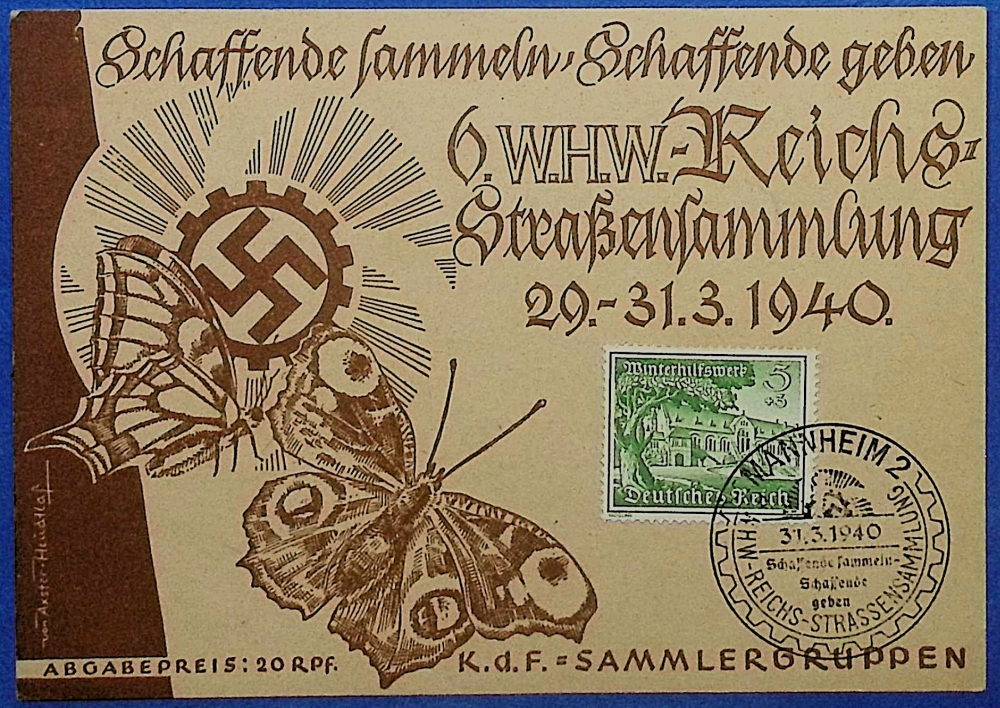 Schaffende sammeln, Schaffende geben
6. W.H.W.-Reichs-
Straßensammlung
29.-31.3.1940.
Winterhilfswerk 5
+3
Deutsches Reich
MANNHEIM 2
31.3.1940
Schaffende sammeln-
Schaffende
geben
WHW-REICHS-STRASSENSAMMLUNG
ABGABEPREIS: 20 RPF.
K.d.F. = SAMMLERGRUPPEN